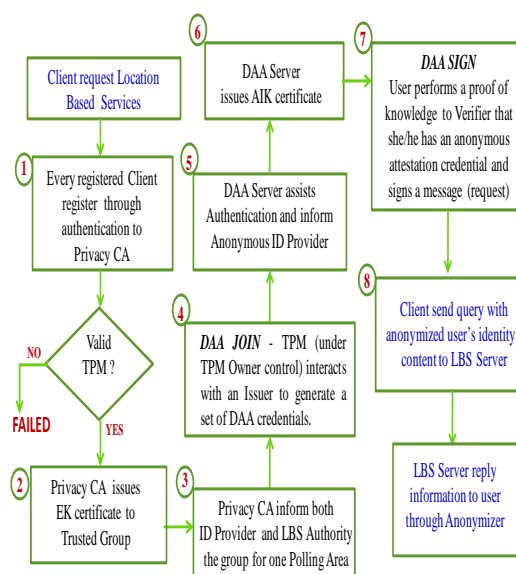 Client request Location
Based Services
1
Every registered Client
register through
authentication to
Privacy CA
Valid
TPM ?
NO
FAILED
YES
2
Privacy CA issues
EK certificate to
Trusted Group
3
Privacy CA inform both
ID Provider and LBS Authority
the group for one Polling Area
4
DAA JOIN - TPM (under
TPM Owner control) interacts
with an Issuer to generate a
set of DAA credentials.
5
DAA Server assists
Authentication and inform
Anonymous ID Provider
6
DAA Server
issues AIK certificate
7
DAA SIGN
User performs a proof of
knowledge to Verifier that
she/he has an anonymous
attestation credential and
signs a message (request)
8
Client send query with
anonymized user's identity
content to LBS Server
LBS Server reply
information to user
through Anonymizer